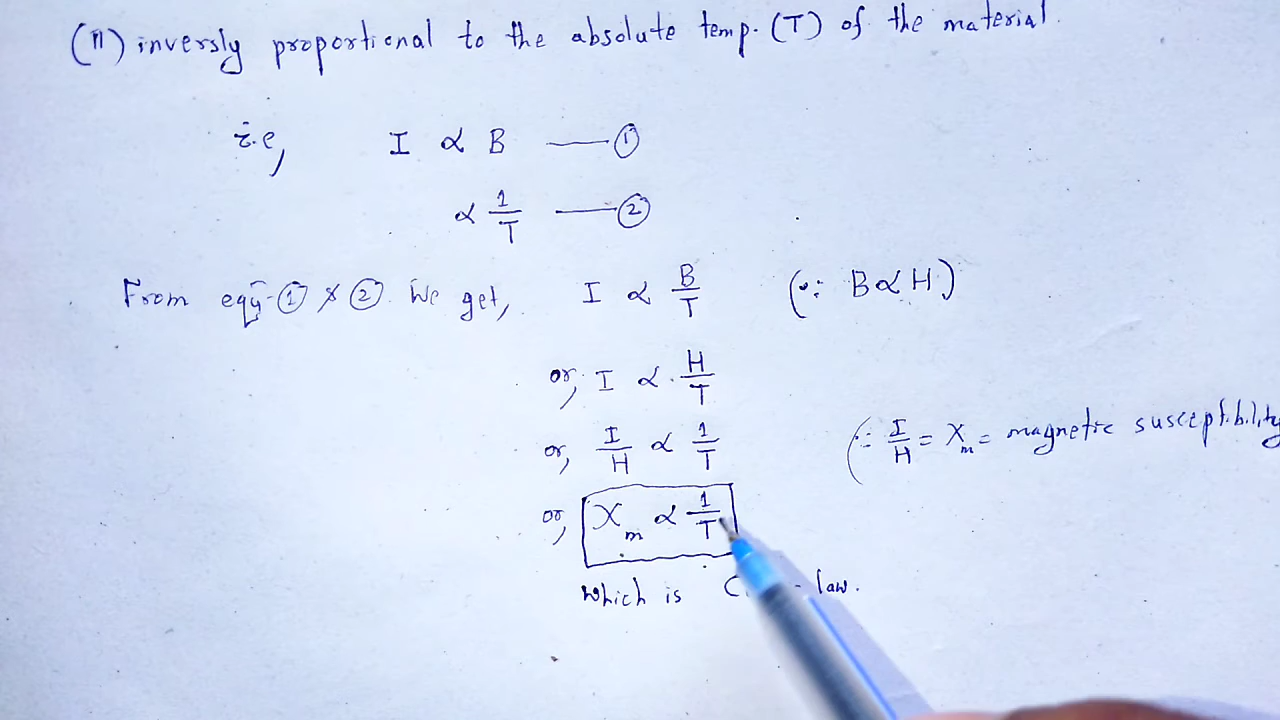 (II) inversly proportional to the absolute temp. (T) of the material.
i.e, I ∝ B —— ①
∝ 1/T —— ②
From eqⁿ ① & ② We get, I ∝ B/T (∵ B∝H)
or, I ∝ H/T
or, I/H ∝ 1/T (∵ I/H = χm = magnetic susceptibility
or, χm ∝ 1/T
which is law.